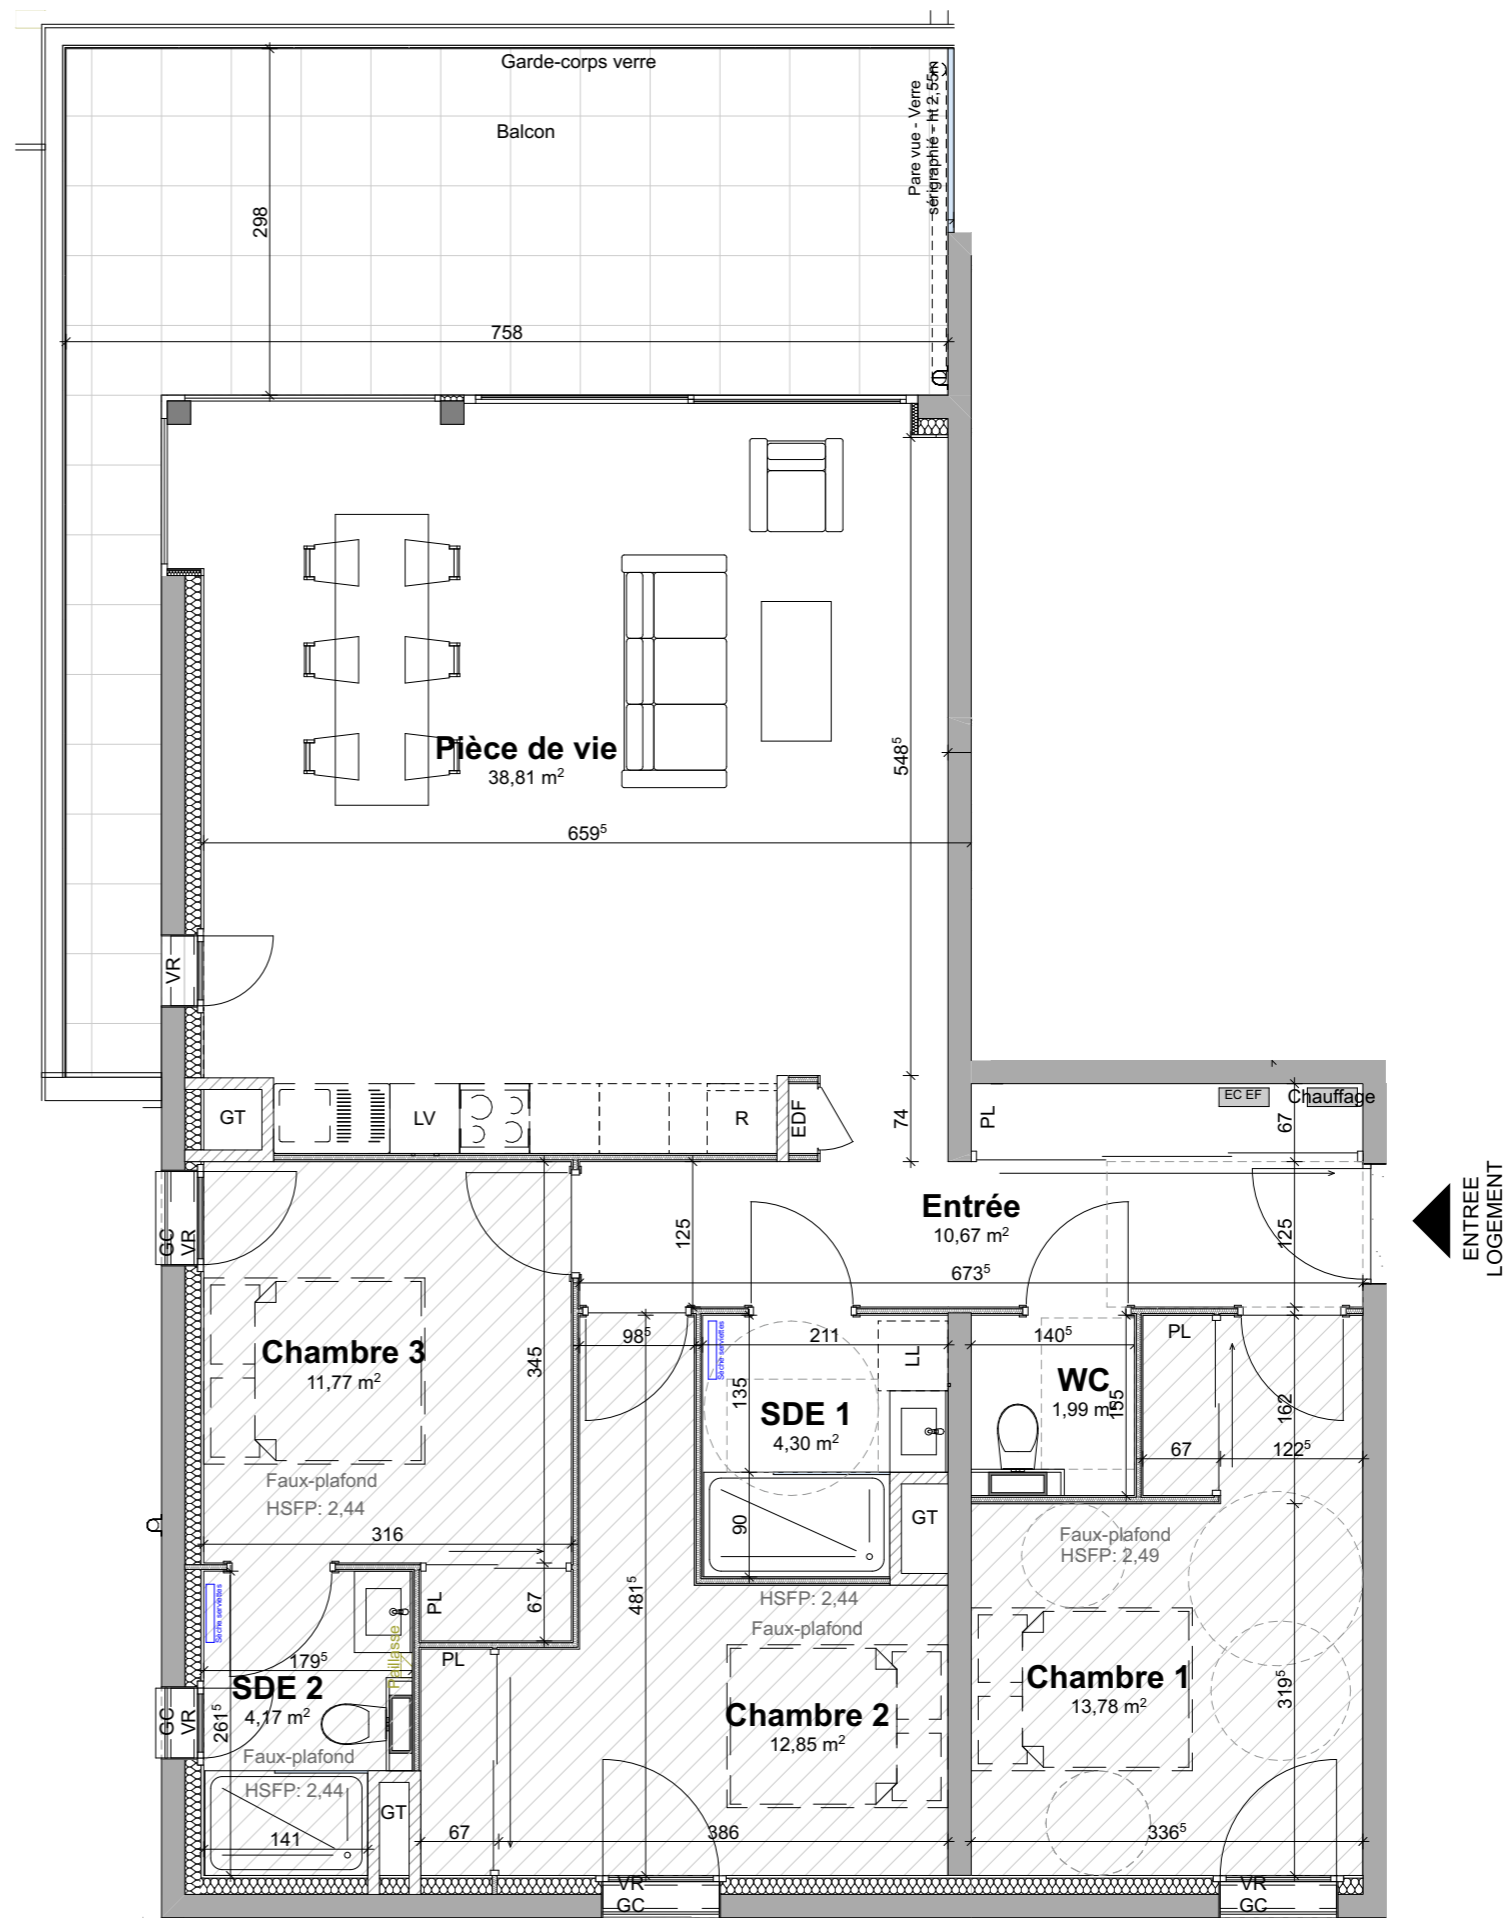 Garde-corps verre
Balcon
Pare vue - Verre
sérigraphié - ht 2,55m
298
758
Pièce de vie
38,81 m²
548⁵
659⁵
VR
GT
LV
R
EDF
74
PL
EC EF
Chauffage
67
Entrée
10,67 m²
125
125
673⁵
ENTREE
LOGEMENT
GC
VR
Chambre 3
11,77 m²
345
Faux-plafond
HSFP: 2,44
316
98⁵
211
140⁵
PL
Sèche serviettes
LL
135
SDE 1
4,30 m²
WC
1,99 m²
155
162
67
122⁵
90
GT
Faux-plafond
HSFP: 2,49
481⁵
HSFP: 2,44
Faux-plafond
Sèche serviettes
PL
67
Paillasse
179⁵
PL
SDE 2
4,17 m²
261⁵
GC
VR
Faux-plafond
HSFP: 2,44
GT
141
Chambre 2
12,85 m²
Chambre 1
13,78 m²
319⁵
67
386
336⁵
VR
GC
VR
GC